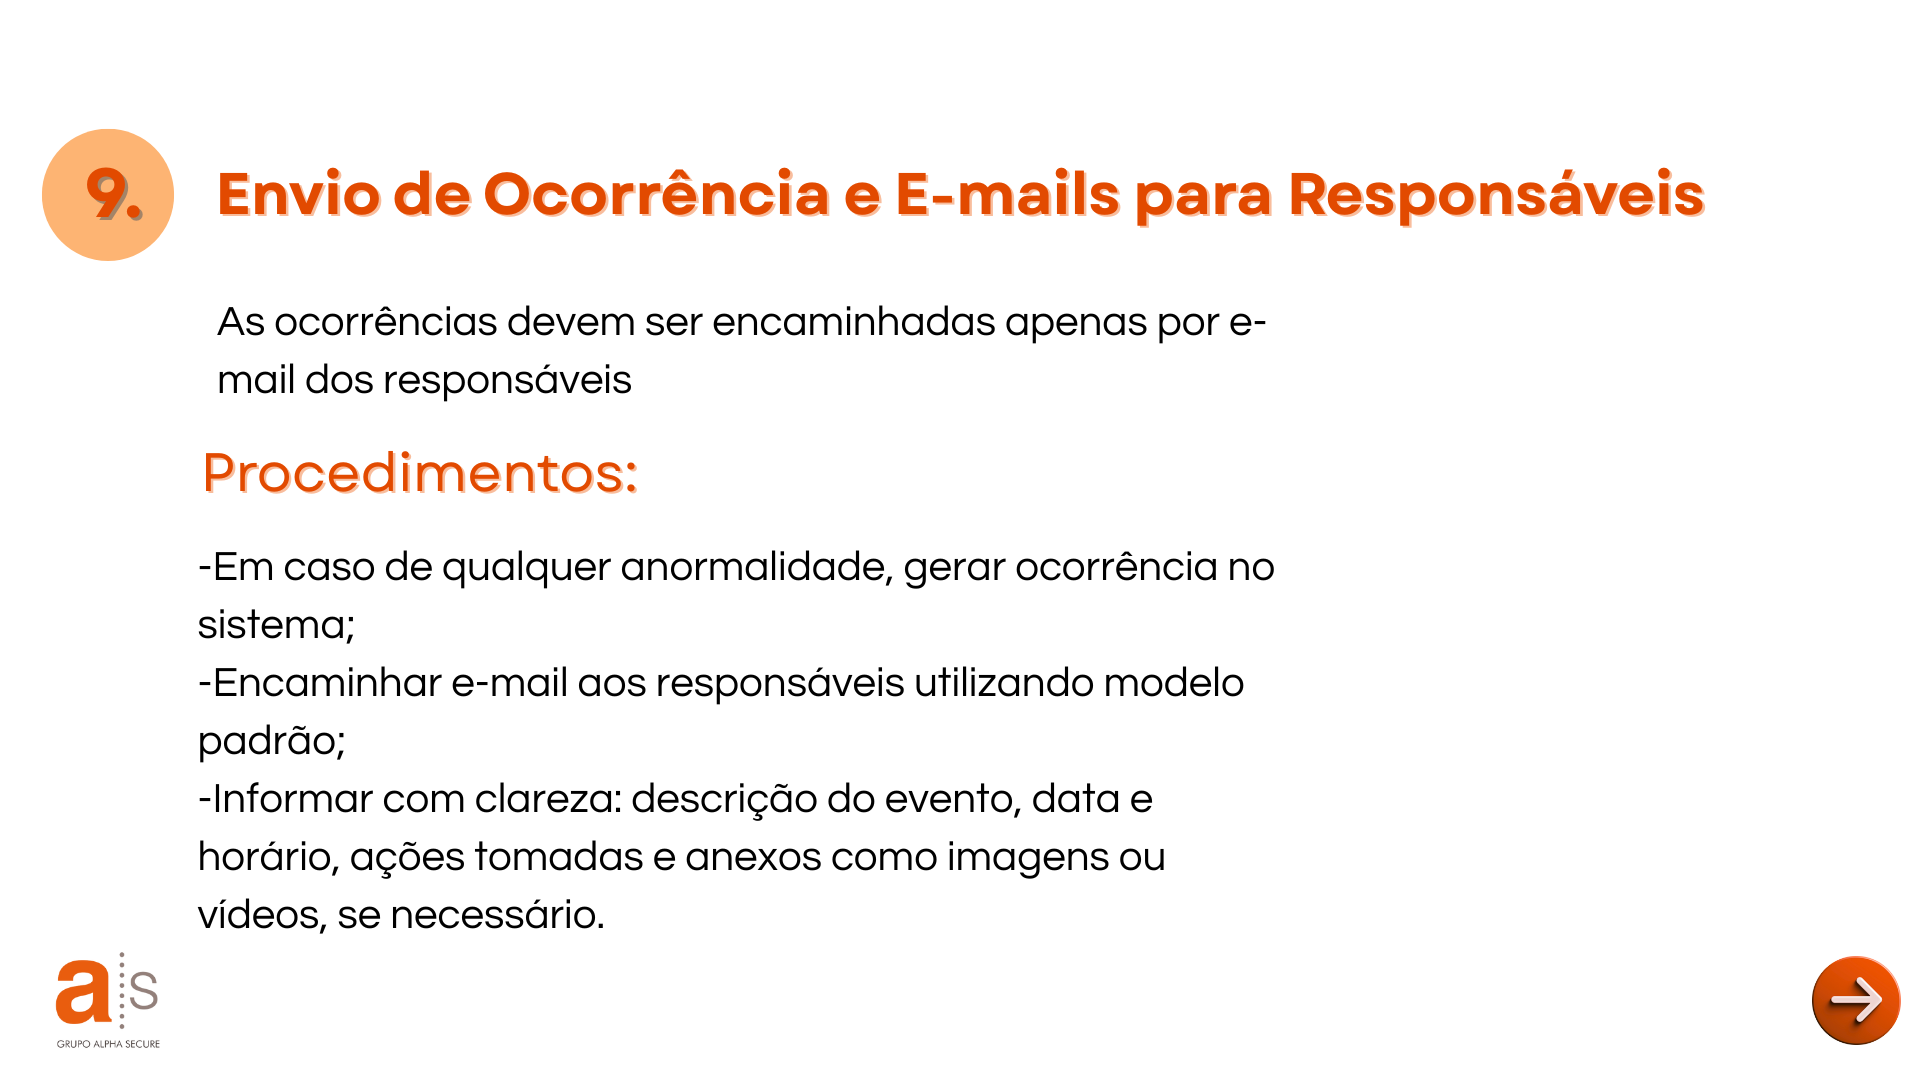 9.
Envio de Ocorrência e E-mails para Responsáveis
As ocorrências devem ser encaminhadas apenas por e-
mail dos responsáveis
Procedimentos:
-Em caso de qualquer anormalidade, gerar ocorrência no
sistema;
-Encaminhar e-mail aos responsáveis utilizando modelo
padrão;
-Informar com clareza: descrição do evento, data e
horário, ações tomadas e anexos como imagens ou
vídeos, se necessário.
a s
GRUPO ALPHA SECURE